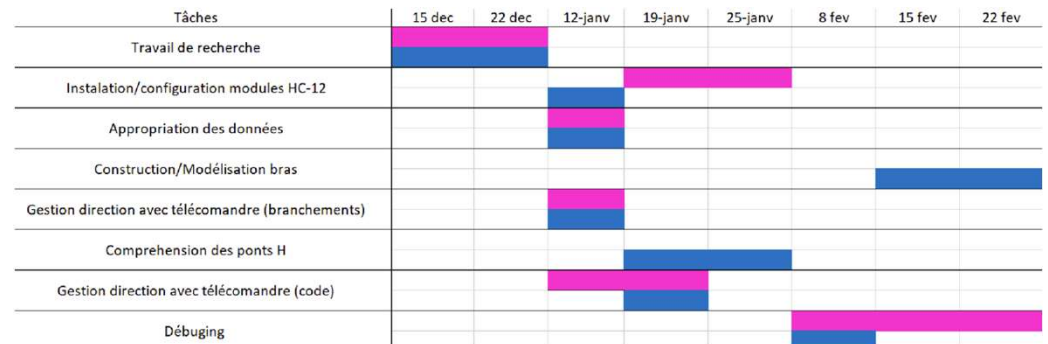 Tâches 15 dec 22 dec 12-janv 19-janv 25-janv 8 fev 15 fev 22 fev
Travail de recherche
Instalation/configuration modules HC-12
Appropriation des données
Construction/Modélisation bras
Gestion direction avec télécomandre (branchements)
Comprehension des ponts H
Gestion direction avec télécomandre (code)
Débuging